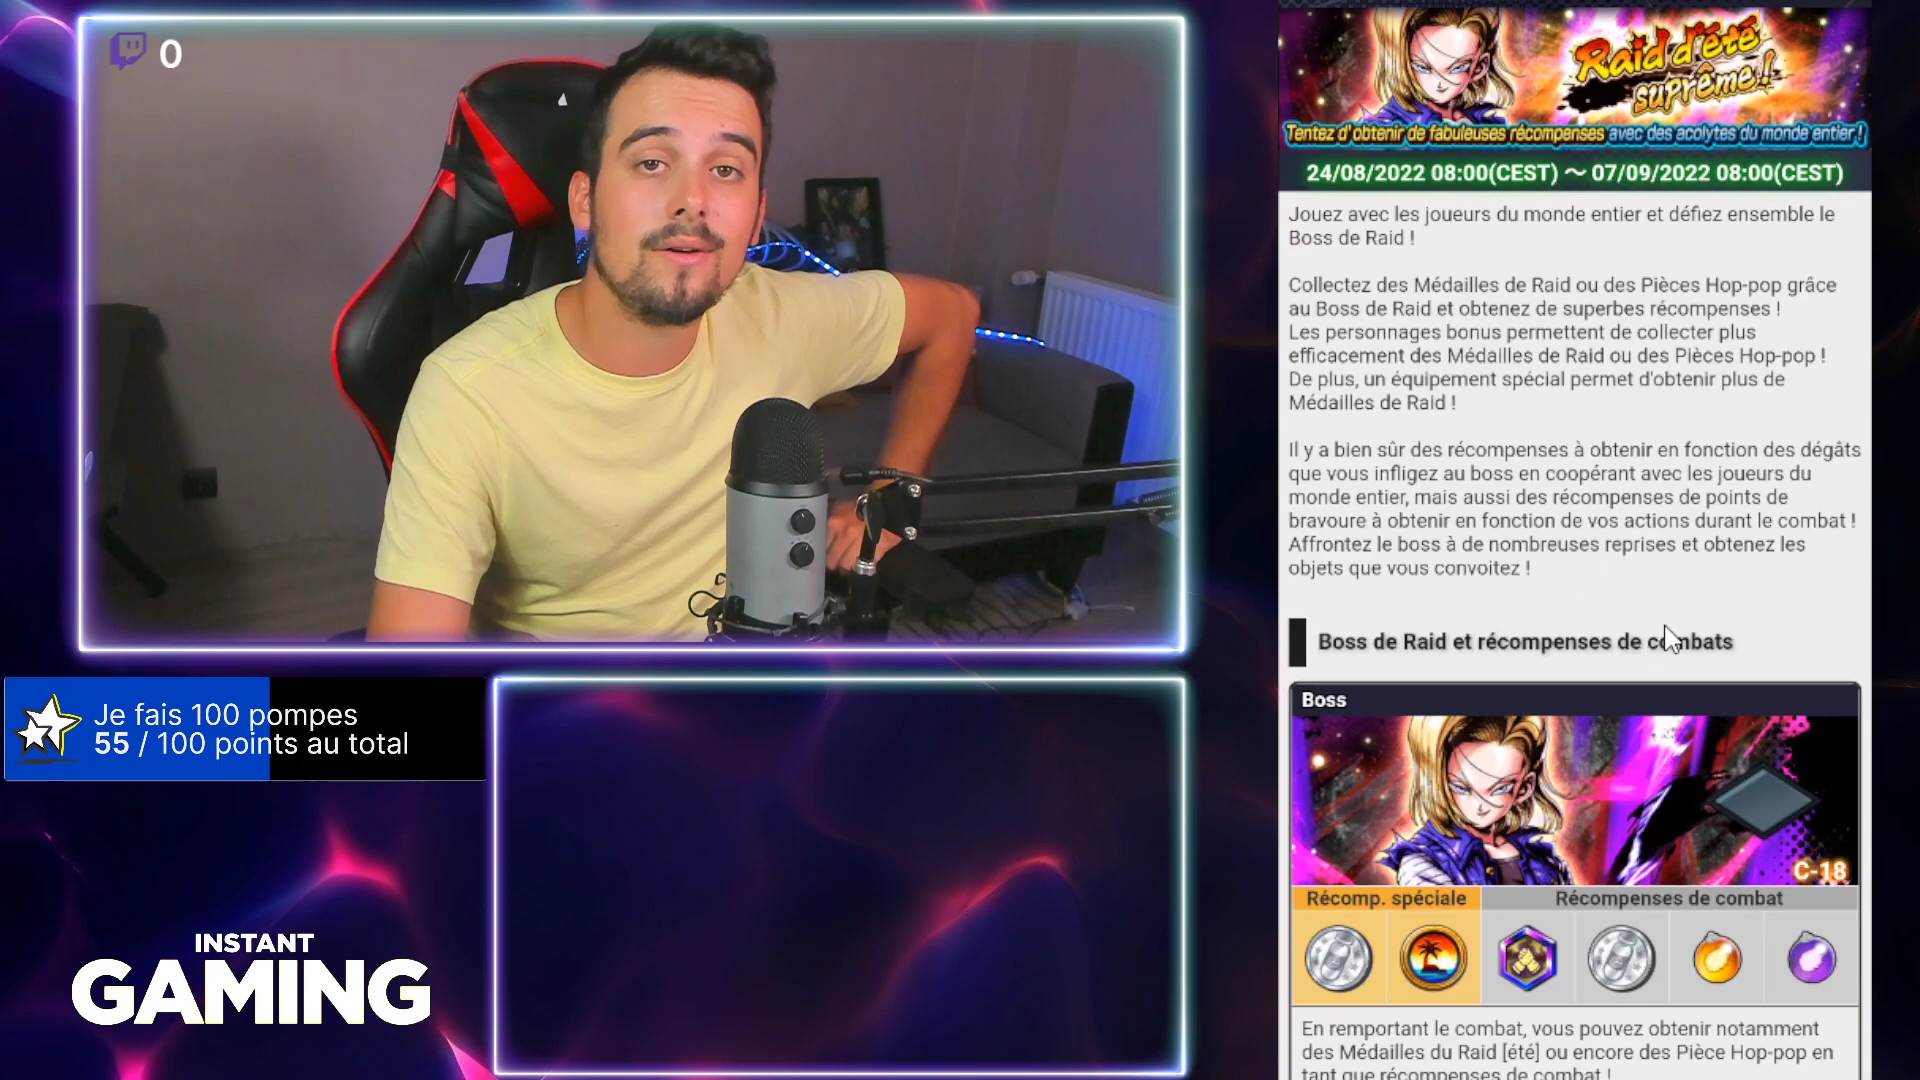 0
Raid d'été
suprême !
Tentez d'obtenir de fabuleuses récompenses avec des acolytes du monde entier !
24/08/2022 08:00(CEST) ～ 07/09/2022 08:00(CEST)
Jouez avec les joueurs du monde entier et défiez ensemble le
Boss de Raid !
Collectez des Médailles de Raid ou des Pièces Hop-pop grâce
au Boss de Raid et obtenez de superbes récompenses !
Les personnages bonus permettent de collecter plus
efficacement des Médailles de Raid ou des Pièces Hop-pop !
De plus, un équipement spécial permet d'obtenir plus de
Médailles de Raid !
Il y a bien sûr des récompenses à obtenir en fonction des dégâts
que vous infligez au boss en coopérant avec les joueurs du
monde entier, mais aussi des récompenses de points de
bravoure à obtenir en fonction de vos actions durant le combat !
Affrontez le boss à de nombreuses reprises et obtenez les
objets que vous convoitez !
Boss de Raid et récompenses de combats
Boss
C-18
Récomp. spéciale
Récompenses de combat
En remportant le combat, vous pouvez obtenir notamment
des Médailles du Raid [été] ou encore des Pièce Hop-pop en
tant que récompenses de combat !
Je fais 100 pompes
55 / 100 points au total
INSTANT
GAMING